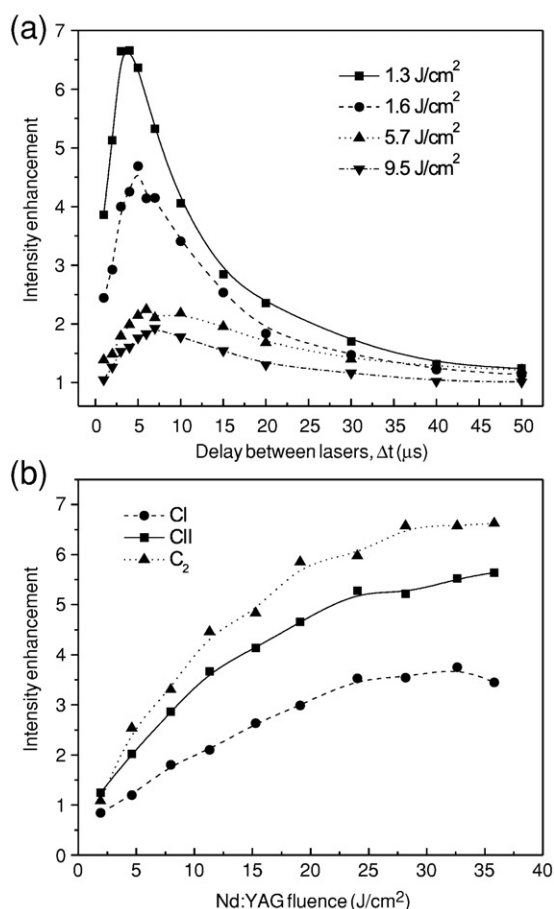 (a)
7
6
5
4
3
2
1
Intensity enhancement
1.3 J/cm²
1.6 J/cm²
5.7 J/cm²
9.5 J/cm²
0 5 10 15 20 25 30 35 40 45 50
Delay between lasers, Δt (μs)
(b)
7
6
5
4
3
2
1
0
Intensity enhancement
CI
CII
C₂
0 5 10 15 20 25 30 35 40
Nd:YAG fluence (J/cm²)